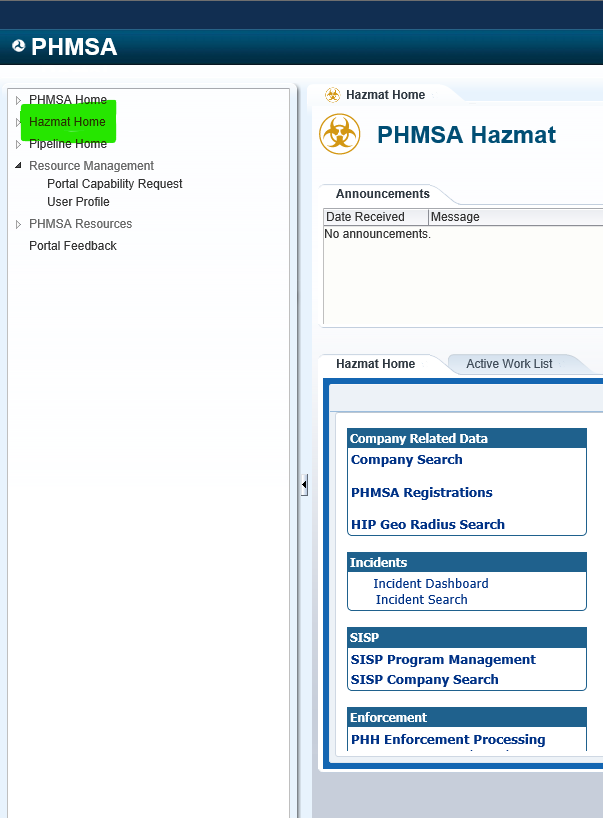 PHMSA
PHMSA Home
Hazmat Home
Pipeline Home
Resource Management
Portal Capability Request
User Profile
PHMSA Resources
Portal Feedback
Hazmat Home
PHMSA Hazmat
Announcements
Date Received Message
No announcements.
Hazmat Home Active Work List
Company Related Data
Company Search
PHMSA Registrations
HIP Geo Radius Search
Incidents
Incident Dashboard
Incident Search
SISP
SISP Program Management
SISP Company Search
Enforcement
PHH Enforcement Processing